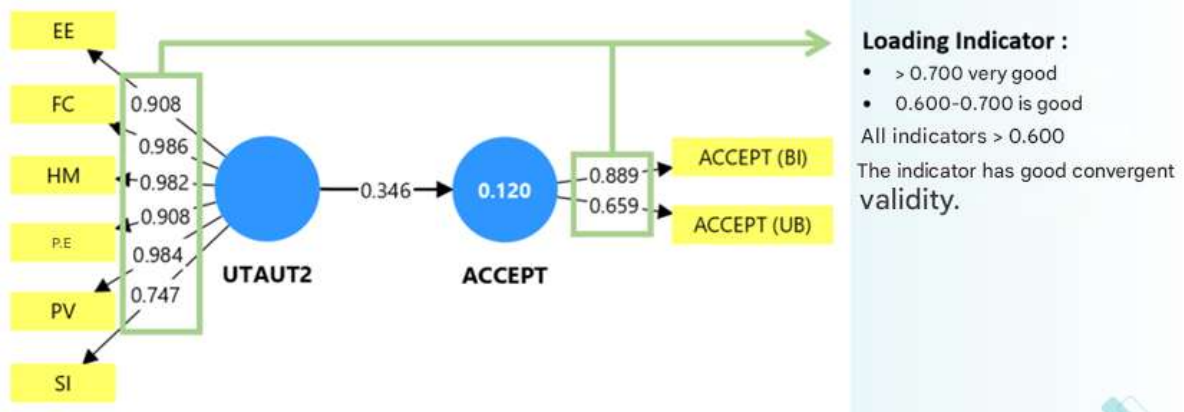 EE
FC
HM
P.E
PV
SI
0.908
0.986
0.982
0.908
0.984
0.747
UTAUT2
0.346
0.120
ACCEPT
0.889
0.659
ACCEPT (BI)
ACCEPT (UB)
Loading Indicator :
• > 0.700 very good
• 0.600-0.700 is good
All indicators > 0.600
The indicator has good convergent
validity.